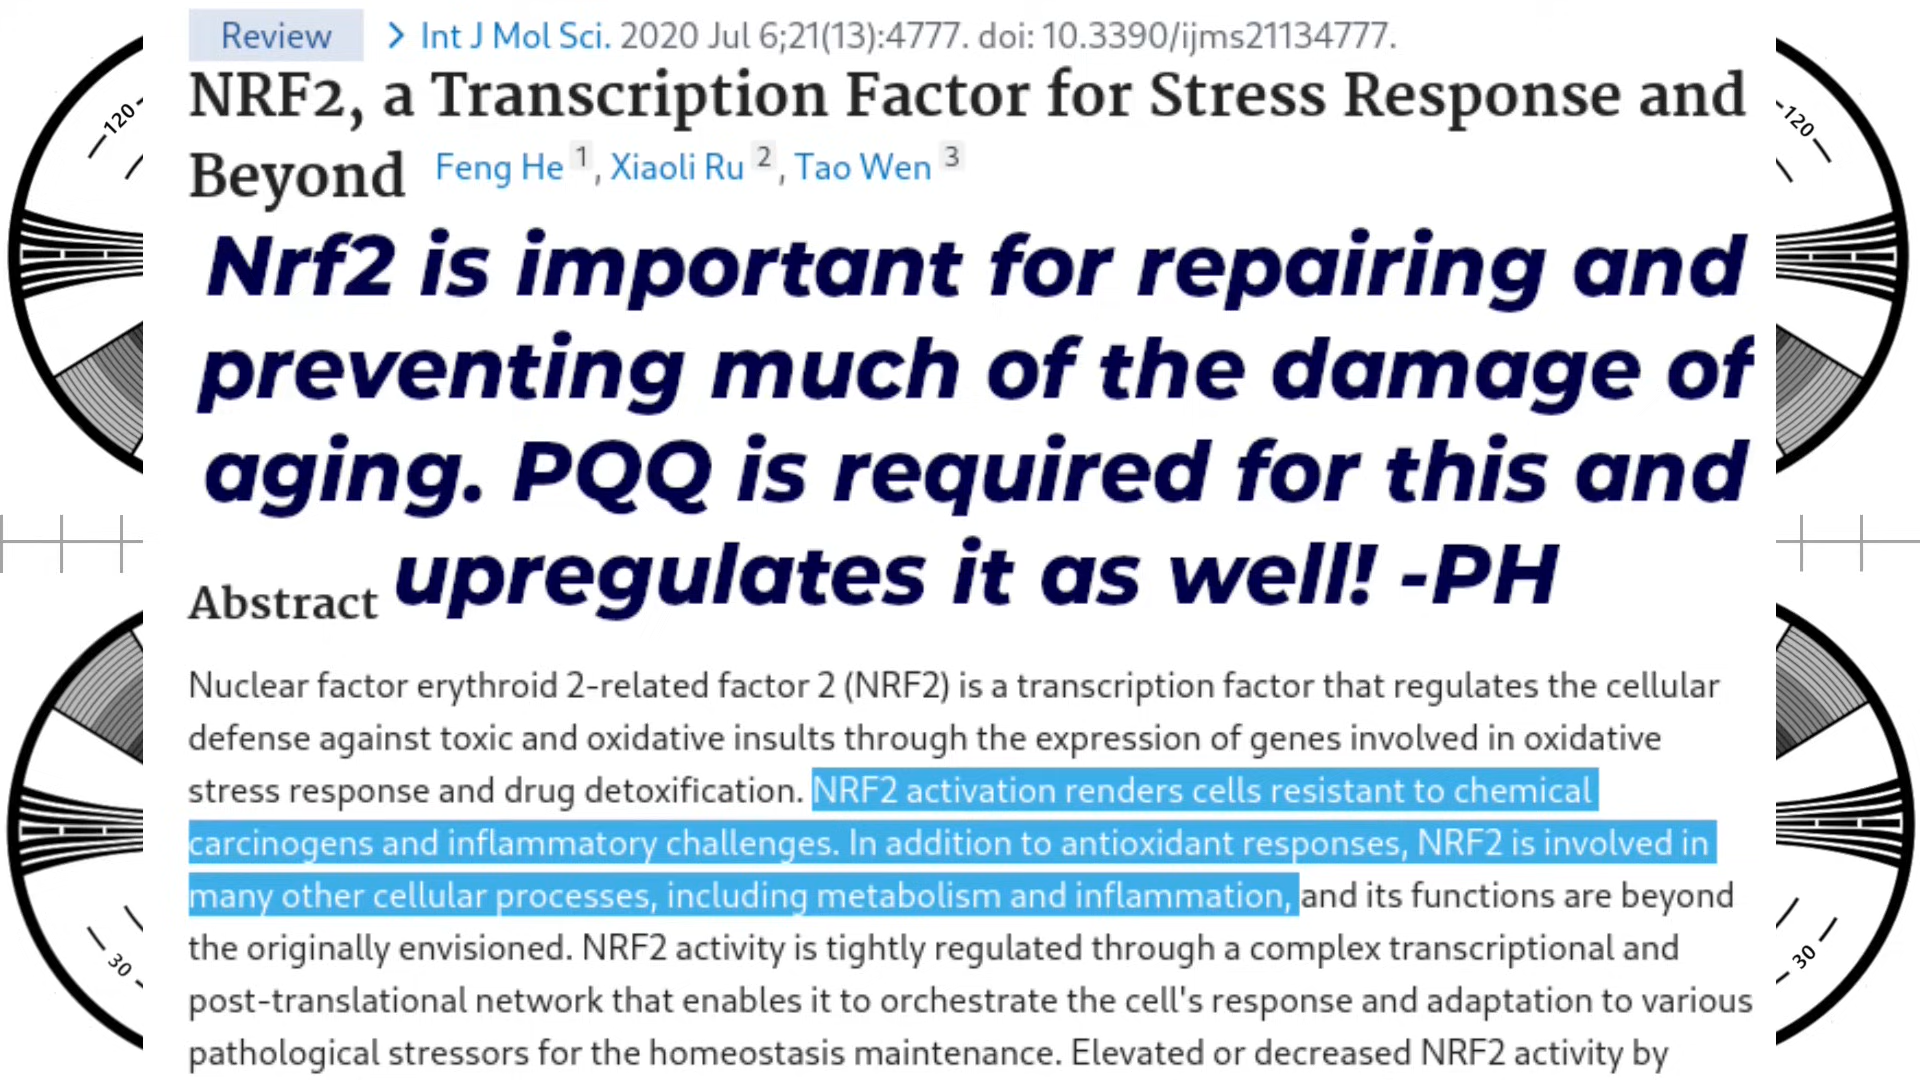 Review > Int J Mol Sci. 2020 Jul 6;21(13):4777. doi: 10.3390/ijms21134777.
NRF2, a Transcription Factor for Stress Response and
Beyond Feng He 1, Xiaoli Ru 2, Tao Wen 3
Nrf2 is important for repairing and
preventing much of the damage of
aging. PQQ is required for this and
upregulates it as well! -PH
Abstract
Nuclear factor erythroid 2-related factor 2 (NRF2) is a transcription factor that regulates the cellular
defense against toxic and oxidative insults through the expression of genes involved in oxidative
stress response and drug detoxification. NRF2 activation renders cells resistant to chemical
carcinogens and inflammatory challenges. In addition to antioxidant responses, NRF2 is involved in
many other cellular processes, including metabolism and inflammation, and its functions are beyond
the originally envisioned. NRF2 activity is tightly regulated through a complex transcriptional and
post-translational network that enables it to orchestrate the cell's response and adaptation to various
pathological stressors for the homeostasis maintenance. Elevated or decreased NRF2 activity by
120
120
30
30